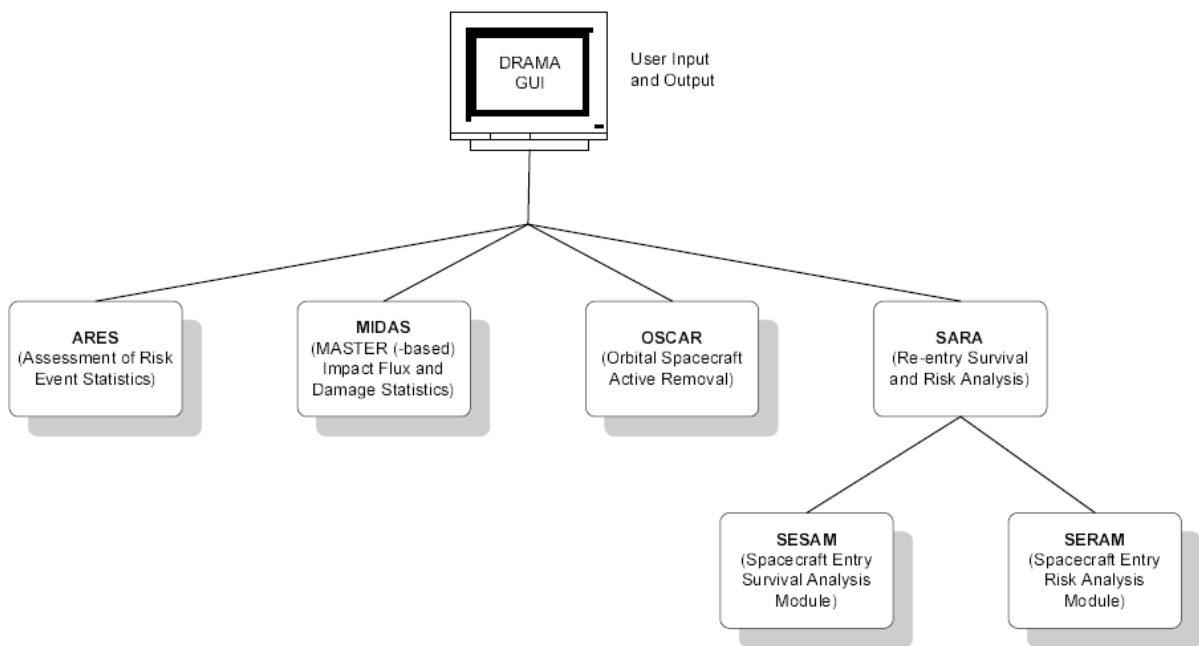 DRAMA
GUI
User Input
and Output
ARES
(Assessment of Risk
Event Statistics)
MIDAS
(MASTER (-based)
Impact Flux and
Damage Statistics)
OSCAR
(Orbital Spacecraft
Active Removal)
SARA
(Re-entry Survival
and Risk Analysis)
SESAM
(Spacecraft Entry
Survival Analysis
Module)
SERAM
(Spacecraft Entry
Risk Analysis
Module)